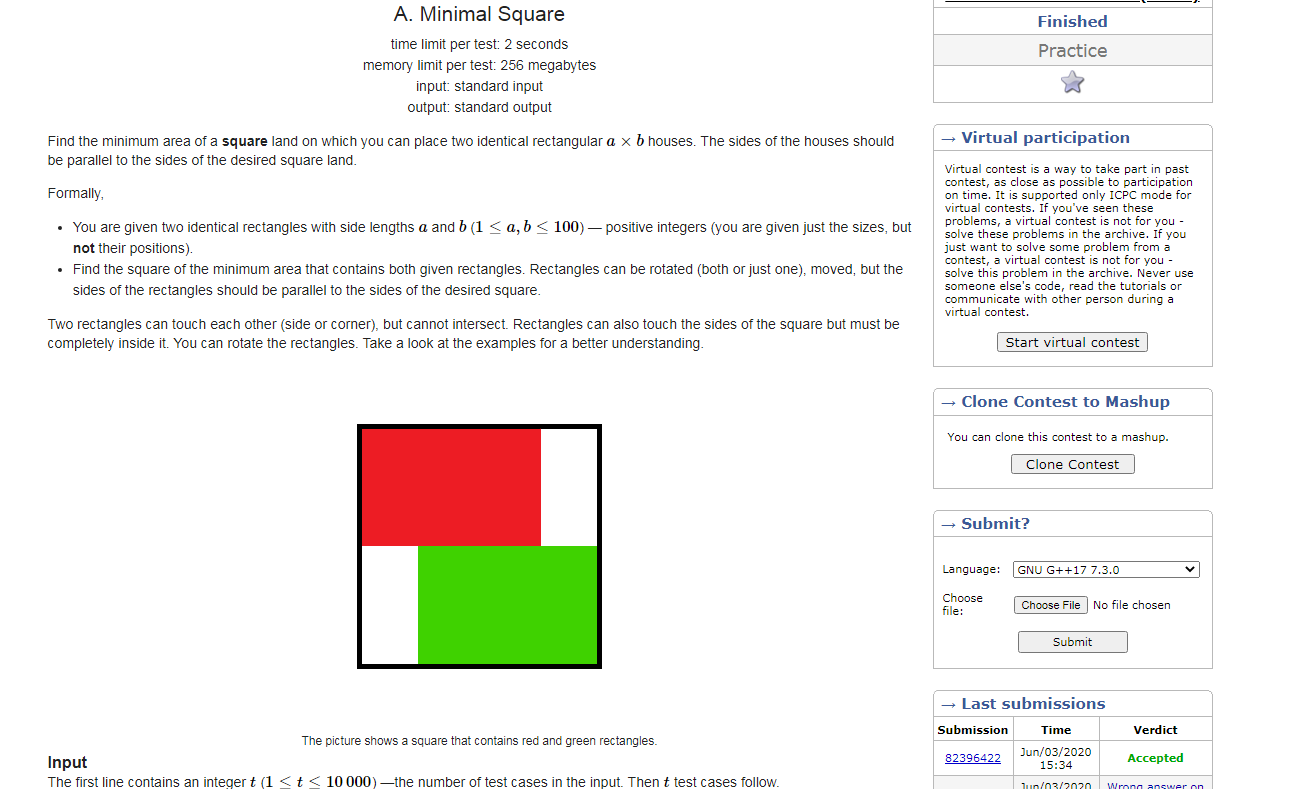 A. Minimal Square
time limit per test: 2 seconds
memory limit per test: 256 megabytes
input: standard input
output: standard output
Find the minimum area of a square land on which you can place two identical rectangular a × b houses. The sides of the houses should
be parallel to the sides of the desired square land.
Formally,
• You are given two identical rectangles with side lengths a and b (1 ≤ a, b ≤ 100) — positive integers (you are given just the sizes, but
not their positions).
• Find the square of the minimum area that contains both given rectangles. Rectangles can be rotated (both or just one), moved, but the
sides of the rectangles should be parallel to the sides of the desired square.
Two rectangles can touch each other (side or corner), but cannot intersect. Rectangles can also touch the sides of the square but must be
completely inside it. You can rotate the rectangles. Take a look at the examples for a better understanding.
The picture shows a square that contains red and green rectangles.
Input
The first line contains an integer t (1 ≤ t ≤ 10 000) —the number of test cases in the input. Then t test cases follow.
Finished
Practice
→ Virtual participation
Virtual contest is a way to take part in past
contest, as close as possible to participation
on time. It is supported only ICPC mode for
virtual contests. If you've seen these
problems, a virtual contest is not for you -
solve these problems in the archive. If you
just want to solve some problem from a
contest, a virtual contest is not for you -
solve this problem in the archive. Never use
someone else's code, read the tutorials or
communicate with other person during a
virtual contest.
Start virtual contest
→ Clone Contest to Mashup
You can clone this contest to a mashup.
Clone Contest
→ Submit?
Language: GNU G++17 7.3.0
Choose
file: Choose File No file chosen
Submit
→ Last submissions
Submission Time Verdict
82396422 Jun/03/2020
15:34 Accepted
Jun/03/2020 Wrong answer on